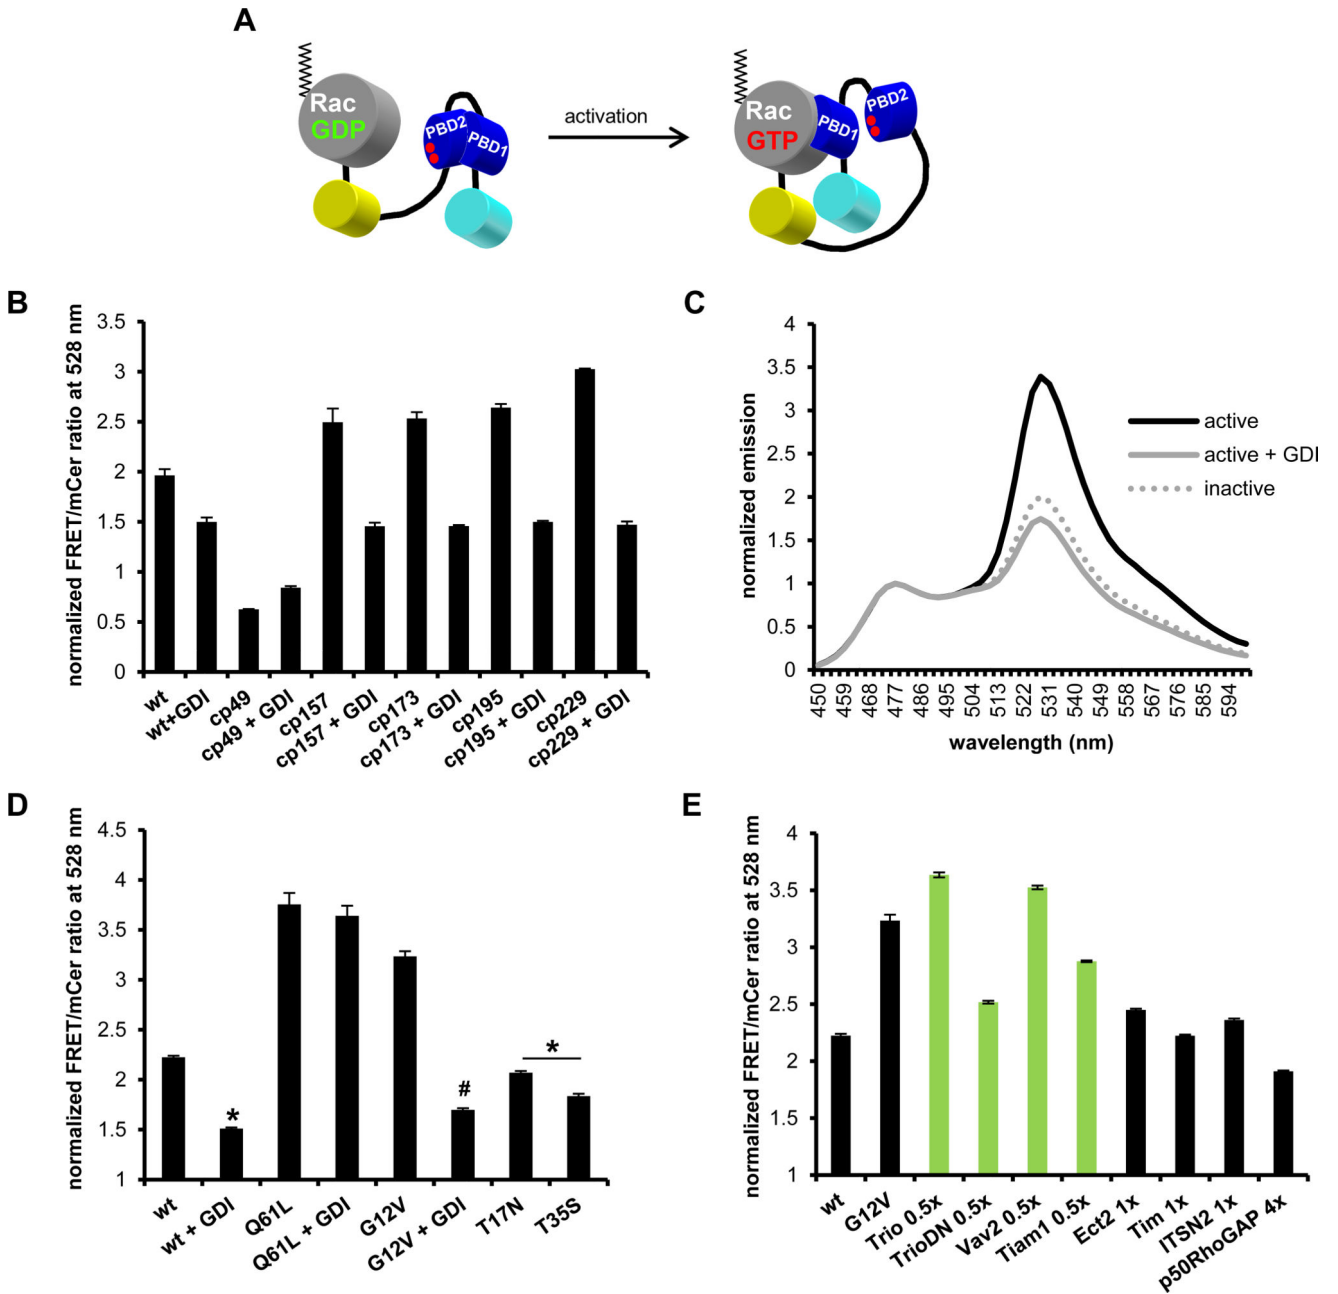 A
Rac
GDP
PBD2
PBD1
activation
Rac
GTP
PBD1
PBD2
B
normalized FRET/mCer ratio at 528 nm
3.5
3
2.5
2
1.5
1
0.5
0
wt
wt+GDI
cp49
cp49 + GDI
cp157
cp157 + GDI
cp173
cp173 + GDI
cp195
cp195 + GDI
cp229
cp229 + GDI
C
normalized emission
4
3.5
3
2.5
2
1.5
1
0.5
0
450
459
468
477
486
495
504
513
522
531
540
549
558
567
576
585
594
wavelength (nm)
active
active + GDI
inactive
D
normalized FRET/mCer ratio at 528 nm
4.5
4
3.5
3
2.5
2
1.5
1
*
#
*
wt
wt + GDI
Q61L
Q61L + GDI
G12V
G12V + GDI
T17N
T35S
E
normalized FRET/mCer ratio at 528 nm
4
3.5
3
2.5
2
1.5
1
wt
G12V
Trio 0.5x
TrioDN 0.5x
Vav2 0.5x
Tiam1 0.5x
Ect2 1x
Tim 1x
ITSN2 1x
p50RhoGAP 4x